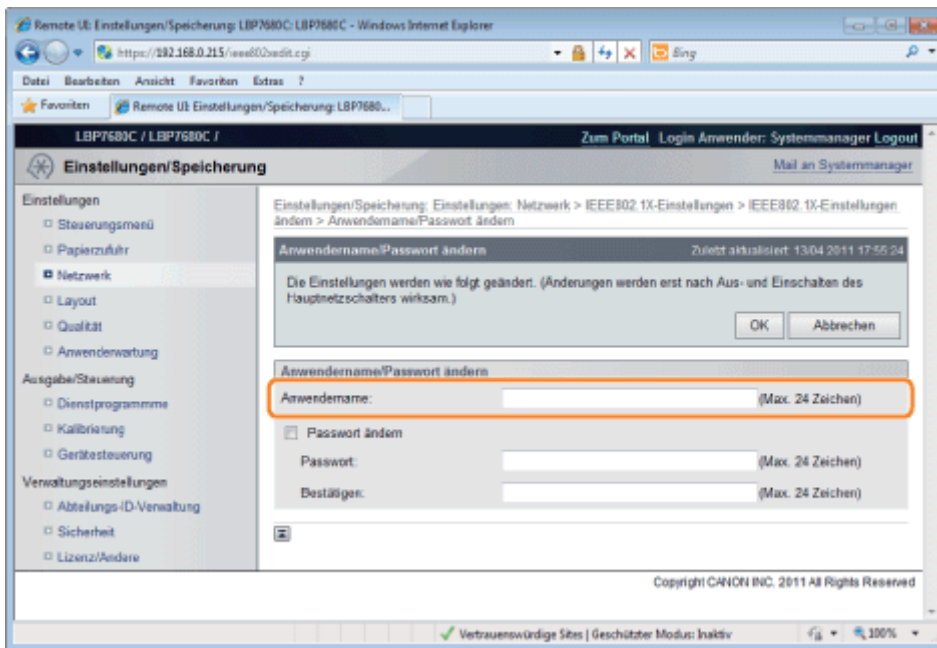 Remote UI: Einstellungen/Speicherung: LBP7680C: LBP7680C - Windows Internet Explorer
https://192.168.0.215/ieee802xedit.cgi
Bing
Datei Bearbeiten Ansicht Favoriten Extras ?
Favoriten Remote UI: Einstellungen/Speicherung: LBP7680...
LBP7680C / LBP7680C / Zum Portal Login Anwender: Systemmanager Logout
Einstellungen/Speicherung Mail an Systemmanager
Einstellungen
Steuerungsmenü
Papierzufuhr
Netzwerk
Layout
Qualität
Anwenderwartung
Ausgabe/Steuerung
Dienstprogrammme
Kalibrierung
Gerätesteuerung
Verwaltungseinstellungen
Abteilungs-ID-Verwaltung
Sicherheit
Lizenz/Andere
Einstellungen/Speicherung: Einstellungen: Netzwerk > IEEE802.1X-Einstellungen > IEEE802.1X-Einstellungen
ändern > Anwendername/Passwort ändern
Anwendername/Passwort ändern Zuletzt aktualisiert: 13/04 2011 17:55:24
Die Einstellungen werden wie folgt geändert. (Änderungen werden erst nach Aus- und Einschalten des
Hauptnetzschalters wirksam.)
OK Abbrechen
Anwendername/Passwort ändern
Anwendername: (Max. 24 Zeichen)
Passwort ändern
Passwort: (Max. 24 Zeichen)
Bestätigen: (Max. 24 Zeichen)
Copyright CANON INC. 2011 All Rights Reserved
Vertrauenswürdige Sites | Geschützter Modus: Inaktiv 100%